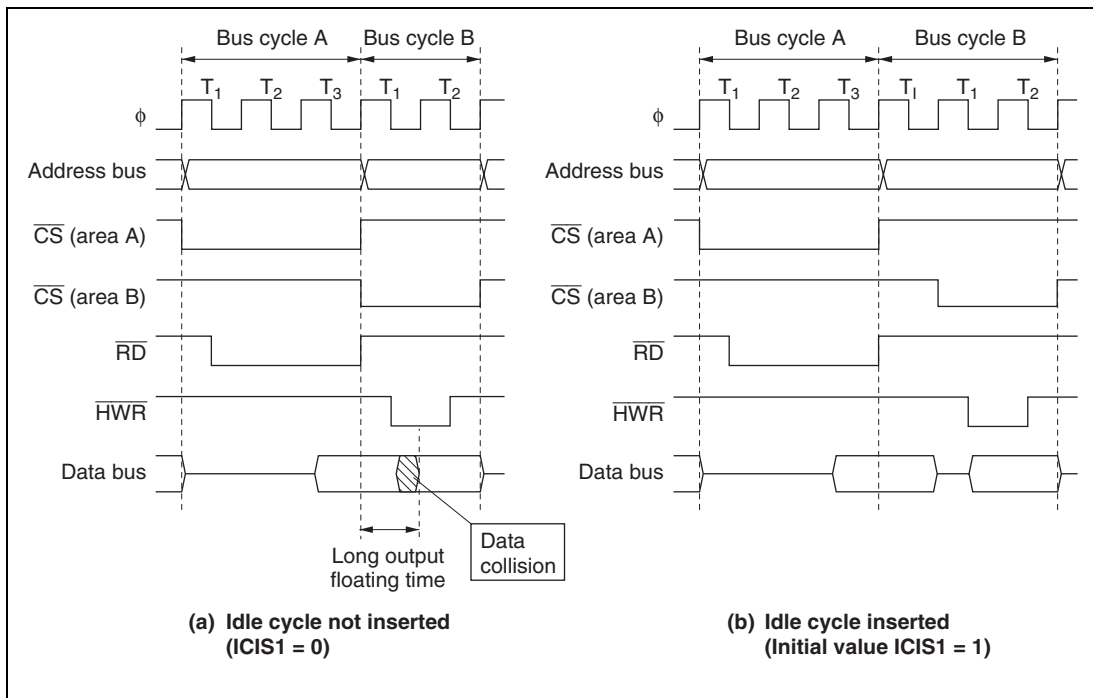 Bus cycle A Bus cycle B
T1 T2 T3 T1 T2
φ
Address bus
CS (area A)
CS (area B)
RD
HWR
Data bus
Long output
floating time
Data
collision
(a) Idle cycle not inserted
(ICIS1 = 0)
Bus cycle A Bus cycle B
T1 T2 T3 TI T1 T2
φ
Address bus
CS (area A)
CS (area B)
RD
HWR
Data bus
(b) Idle cycle inserted
(Initial value ICIS1 = 1)